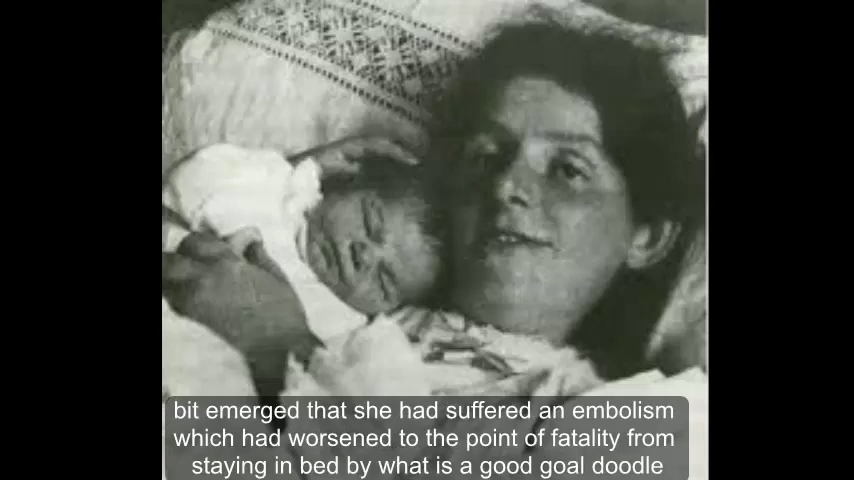 bit emerged that she had suffered an embolism
which had worsened to the point of fatality from
staying in bed by what is a good goal doodle